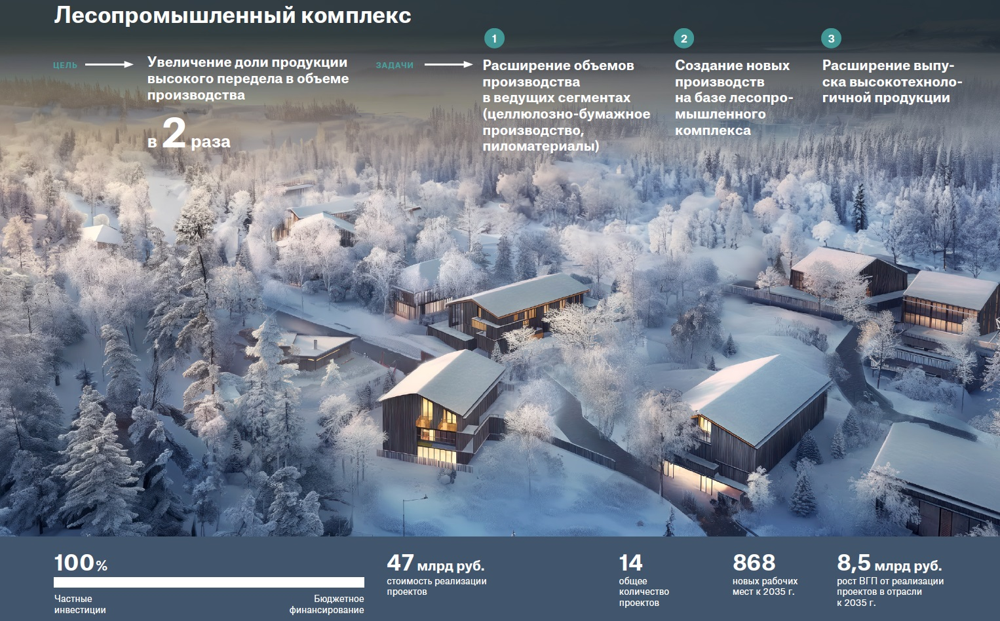 Лесопромышленный комплекс
ЦЕЛЬ
Увеличение доли продукции
высокого передела в объеме
производства
в 2 раза
ЗАДАЧИ
1
Расширение объемов
производства
в ведущих сегментах
(целлюлозно-бумажное
производство,
пиломатериалы)
2
Создание новых
производств
на базе лесопро-
мышленного
комплекса
3
Расширение выпу-
ска высокотехноло-
гичной продукции
100%
Частные
инвестиции
Бюджетное
финансирование
47 млрд руб.
стоимость реализации
проектов
14
общее
количество
проектов
868
новых рабочих
мест к 2035 г.
8,5 млрд руб.
рост ВГП от реализации
проектов в отрасли
к 2035 г.